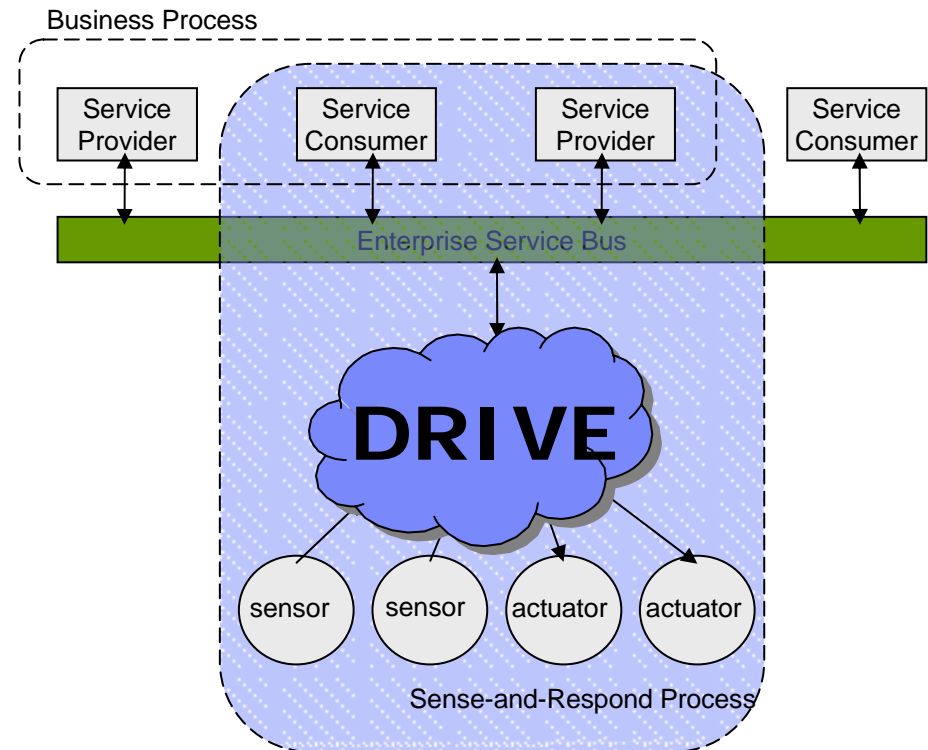 Business Process
Service
Provider
Service
Consumer
Service
Provider
Service
Consumer
Enterprise Service Bus
DRIVE
sensor
sensor
actuator
actuator
Sense-and-Respond Process